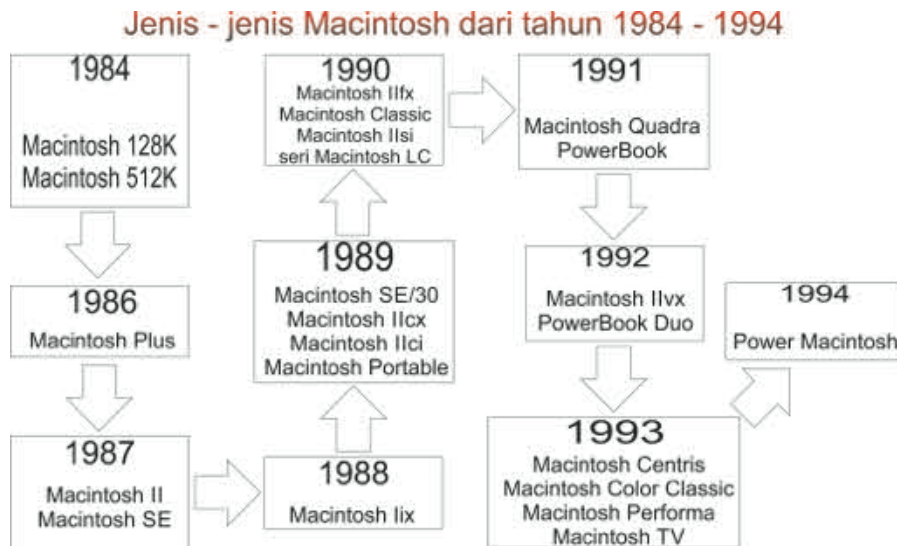 Jenis - jenis Macintosh dari tahun 1984 - 1994
1984
Macintosh 128K
Macintosh 512K
1986
Macintosh Plus
1987
Macintosh II
Macintosh SE
1988
Macintosh Iix
1989
Macintosh SE/30
Macintosh IIcx
Macintosh IIci
Macintosh Portable
1990
Macintosh IIfx
Macintosh Classic
Macintosh IIsi
seri Macintosh LC
1991
Macintosh Quadra
PowerBook
1992
Macintosh IIvx
PowerBook Duo
1993
Macintosh Centris
Macintosh Color Classic
Macintosh Performa
Macintosh TV
1994
Power Macintosh